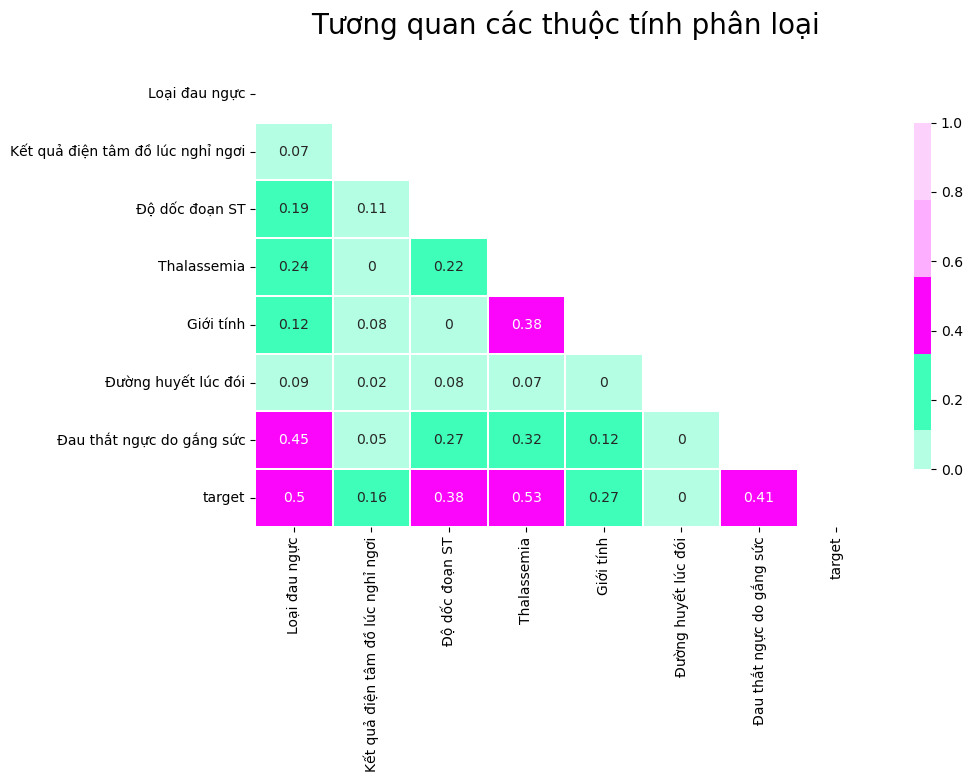 Tương quan các thuộc tính phân loại
Loại đau ngực
Kết quả điện tâm đồ lúc nghỉ ngơi
0.07
Độ dốc đoạn ST
0.19 0.11
Thalassemia
0.24 0 0.22
Giới tính
0.12 0.08 0 0.38
Đường huyết lúc đói
0.09 0.02 0.08 0.07 0
Đau thắt ngực do gắng sức
0.45 0.05 0.27 0.32 0.12 0
target
0.5 0.16 0.38 0.53 0.27 0 0.41
Loại đau ngực
Kết quả điện tâm đồ lúc nghỉ ngơi
Độ dốc đoạn ST
Thalassemia
Giới tính
Đường huyết lúc đói
Đau thắt ngực do gắng sức
target
1.0
0.8
0.6
0.4
0.2
0.0